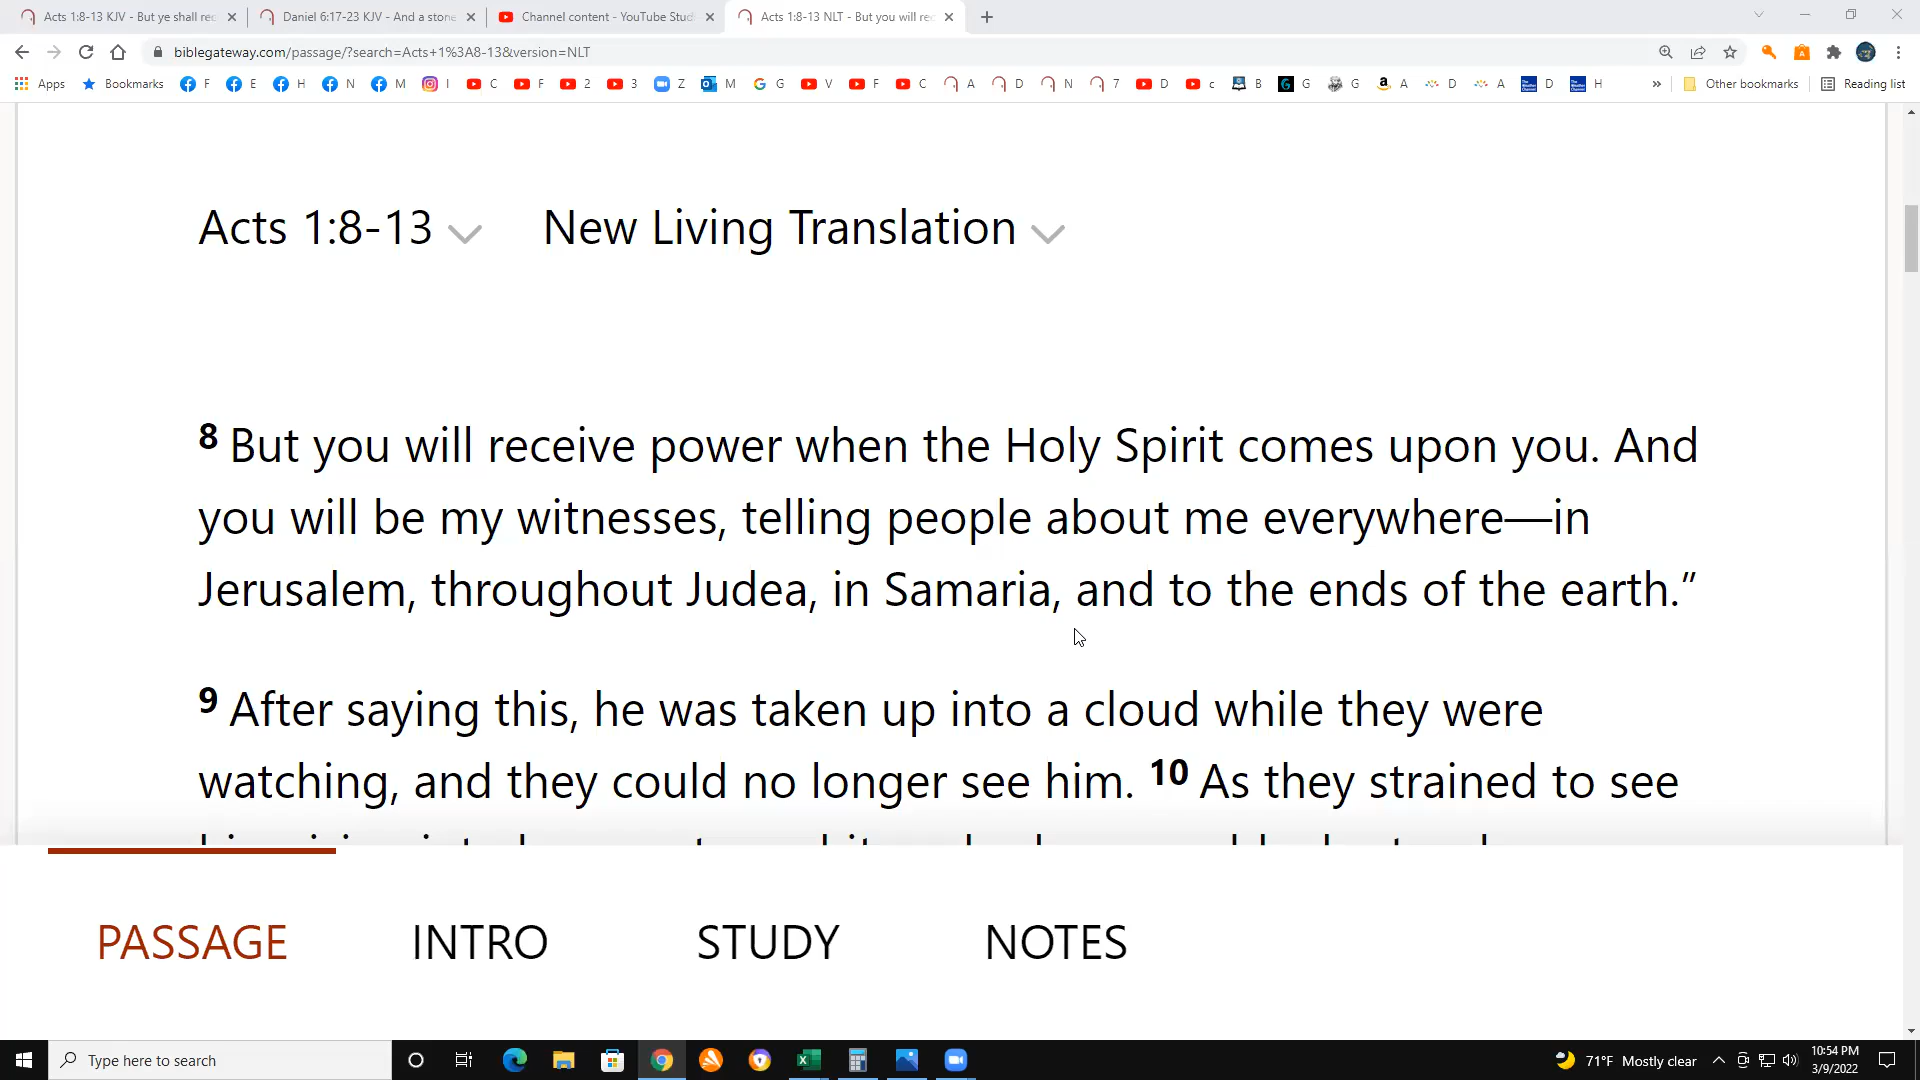 Acts 1:8-13 KJV - But ye shall rec
Daniel 6:17-23 KJV - And a stone
Channel content - YouTube Stud
Acts 1:8-13 NLT - But you will rec
biblegateway.com/passage/?search=Acts+1%3A8-13&version=NLT
Apps Bookmarks F E H N M I C F 2 3 Z M G V F C A D N 7 D c B G G A D A D H » Other bookmarks Reading list
Acts 1:8-13 New Living Translation
8 But you will receive power when the Holy Spirit comes upon you. And
you will be my witnesses, telling people about me everywhere—in
Jerusalem, throughout Judea, in Samaria, and to the ends of the earth.”
9 After saying this, he was taken up into a cloud while they were
watching, and they could no longer see him. 10 As they strained to see
PASSAGE INTRO STUDY NOTES
Type here to search
71°F Mostly clear
10:54 PM
3/9/2022